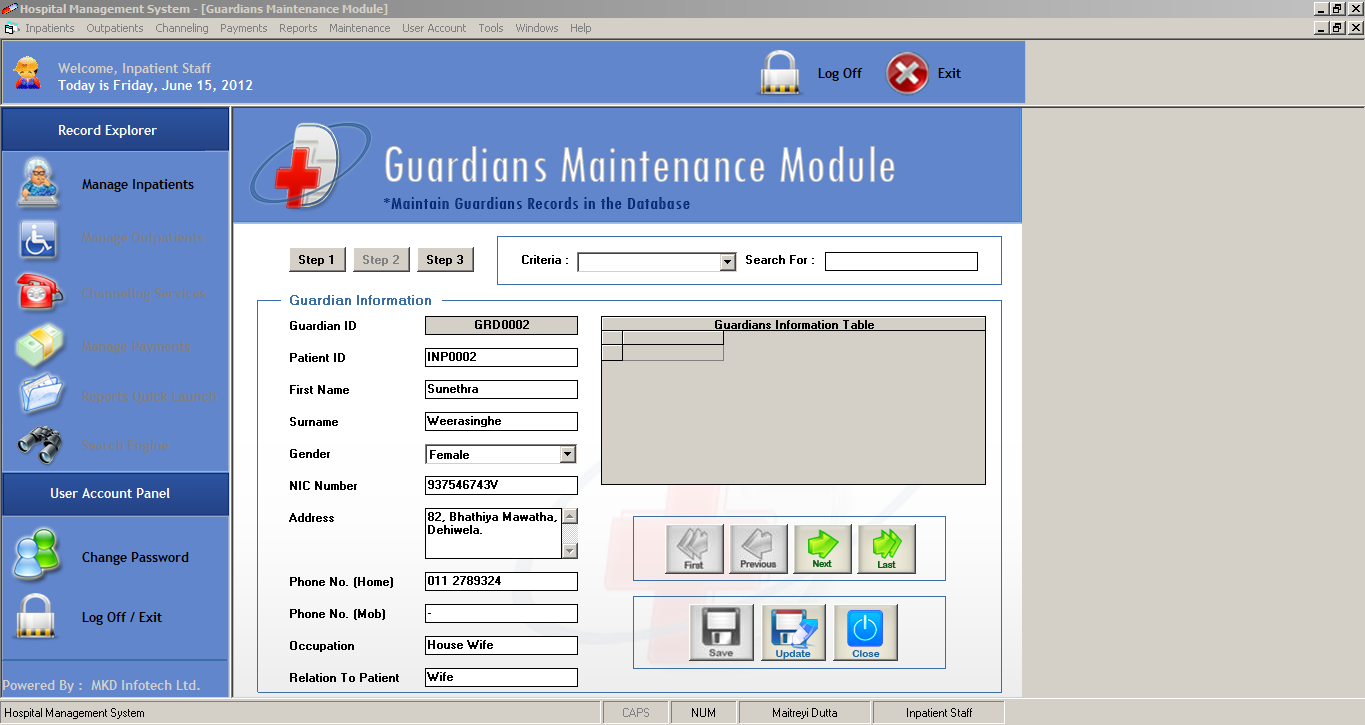 Hospital Management System - [Guardians Maintenance Module]
Inpatients Outpatients Channeling Payments Reports Maintenance User Account Tools Windows Help
Welcome, Inpatient Staff
Today is Friday, June 15, 2012
Log Off
Exit
Record Explorer
Manage Inpatients
Manage Outpatients
Channeling Services
Manage Payments
Reports Quick Launch
Search Engine
User Account Panel
Change Password
Log Off / Exit
Powered By : MKD Infotech Ltd.
Guardians Maintenance Module
*Maintain Guardians Records in the Database
Step 1 Step 2 Step 3
Criteria : Search For :
Guardian Information
Guardian ID GRD0002
Patient ID INP0002
First Name Sunethra
Surname Weerasinghe
Gender Female
NIC Number 937546743V
Address 82, Bhathiya Mawatha,
Dehiwela.
Phone No. (Home) 011 2789324
Phone No. (Mob) -
Occupation House Wife
Relation To Patient Wife
Guardians Information Table
First Previous Next Last
Save Update Close
Hospital Management System CAPS NUM Maitreyi Dutta Inpatient Staff